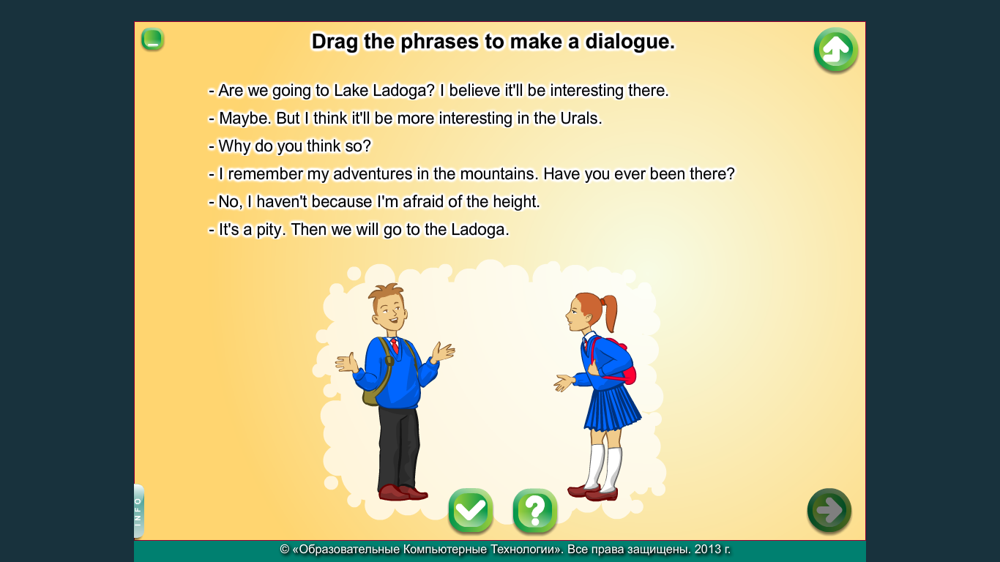 Drag the phrases to make a dialogue.
- Are we going to Lake Ladoga? I believe it'll be interesting there.
- Maybe. But I think it'll be more interesting in the Urals.
- Why do you think so?
- I remember my adventures in the mountains. Have you ever been there?
- No, I haven't because I'm afraid of the height.
- It's a pity. Then we will go to the Ladoga.
INFO
© «Образовательные Компьютерные Технологии». Все права защищены. 2013 г.